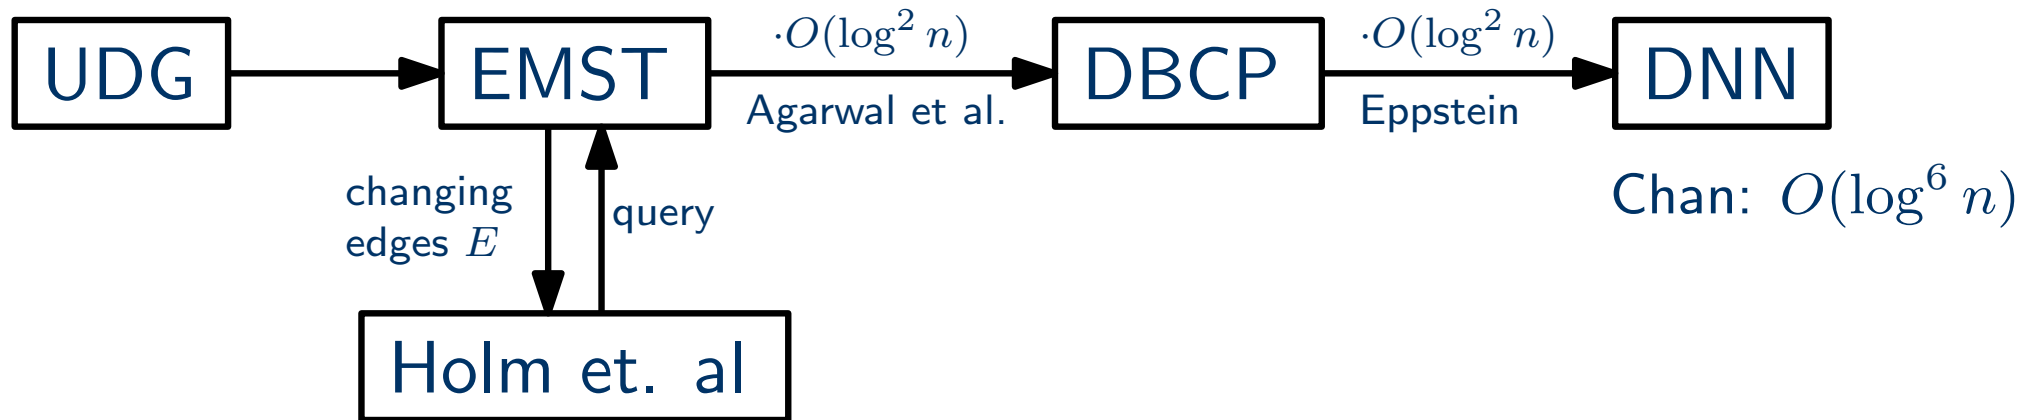 UDG
EMST
·O(log² n)
Agarwal et al.
DBCP
·O(log² n)
Eppstein
DNN
Chan: O(log⁶ n)
changing
edges E
query
Holm et. al